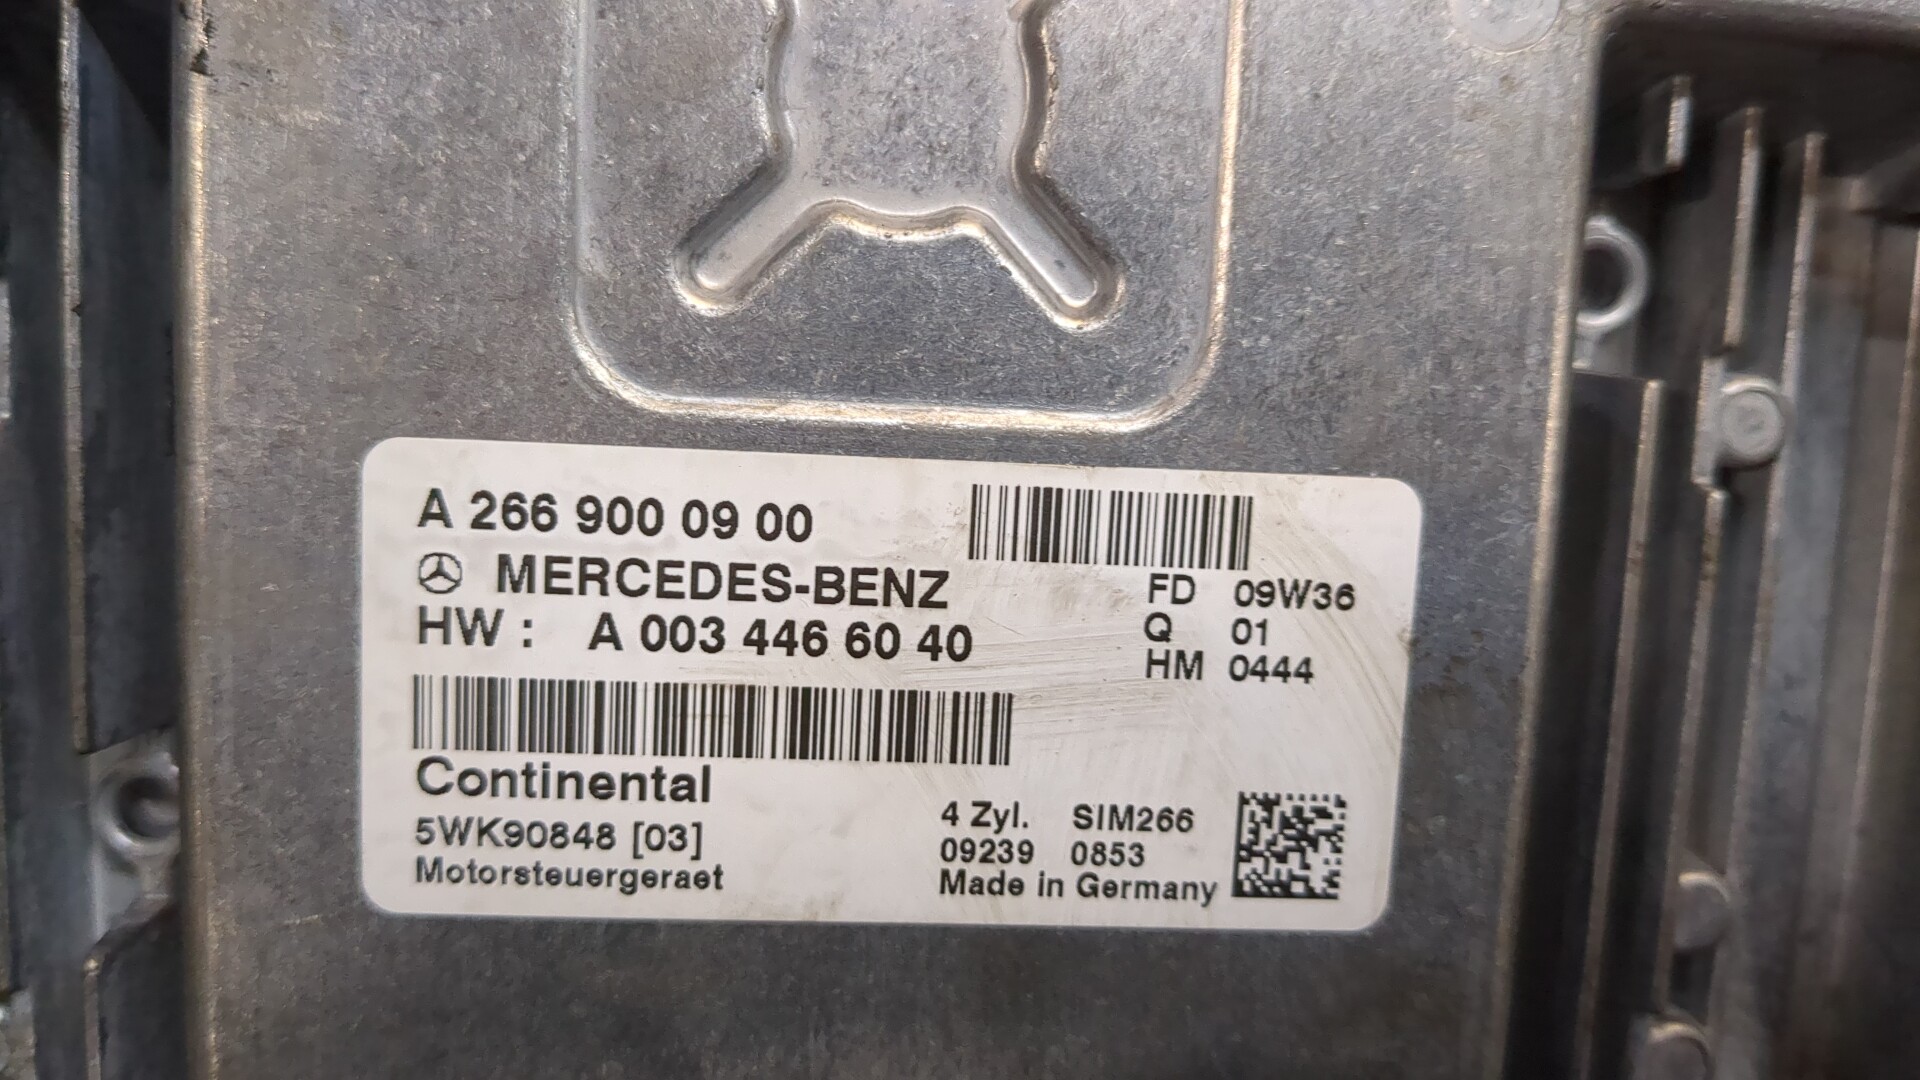 A 266 900 09 00
MERCEDES-BENZ
HW : A 003 446 60 40
FD 09W36
Q 01
HM 0444
Continental
5WK90848 [03]
Motorsteuergeraet
4 Zyl. SIM266
09239 0853
Made in Germany